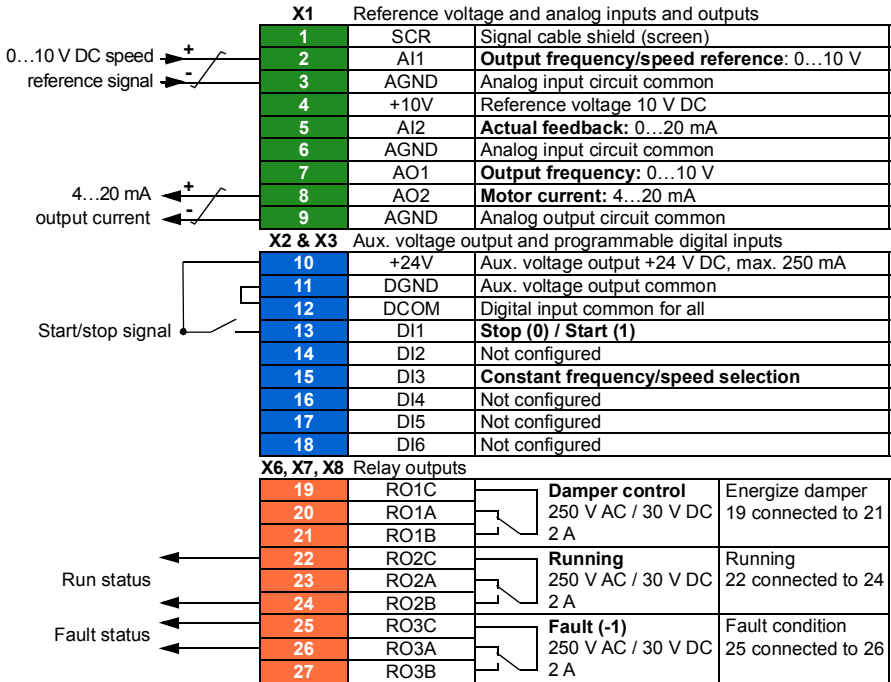 X1 Reference voltage and analog inputs and outputs
1 SCR Signal cable shield (screen)
0…10 V DC speed + 2 AI1 Output frequency/speed reference: 0…10 V
reference signal - 3 AGND Analog input circuit common
4 +10V Reference voltage 10 V DC
5 AI2 Actual feedback: 0…20 mA
6 AGND Analog input circuit common
7 AO1 Output frequency: 0…10 V
4…20 mA + 8 AO2 Motor current: 4…20 mA
output current - 9 AGND Analog output circuit common
X2 & X3 Aux. voltage output and programmable digital inputs
10 +24V Aux. voltage output +24 V DC, max. 250 mA
11 DGND Aux. voltage output common
12 DCOM Digital input common for all
Start/stop signal 13 DI1 Stop (0) / Start (1)
14 DI2 Not configured
15 DI3 Constant frequency/speed selection
16 DI4 Not configured
17 DI5 Not configured
18 DI6 Not configured
X6, X7, X8 Relay outputs
19 RO1C Damper control Energize damper
20 RO1A 250 V AC / 30 V DC 19 connected to 21
21 RO1B 2 A
22 RO2C Running Running
Run status 23 RO2A 250 V AC / 30 V DC 22 connected to 24
24 RO2B 2 A
Fault status 25 RO3C Fault (-1) Fault condition
26 RO3A 250 V AC / 30 V DC 25 connected to 26
27 RO3B 2 A